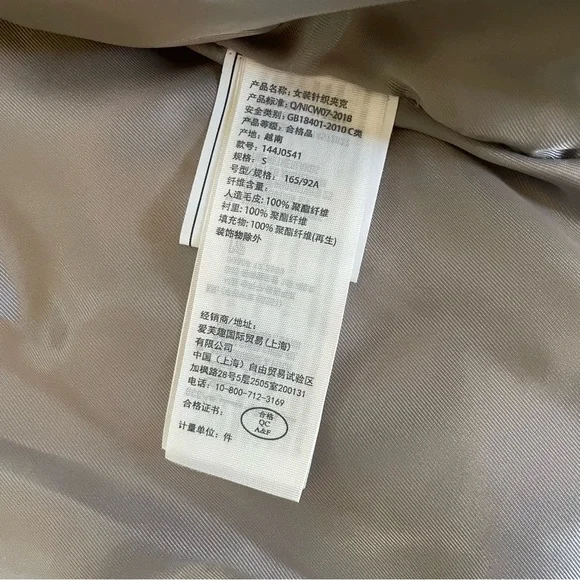 产品名称: 女装针织夹克
产品标准: Q/NICW07-2018
安全类别: GB18401-2010 C类
产品等级: 合格品
产地: 越南
款号: 144J0541
规格: S
号型/规格: 165/92A
纤维含量:
人造毛皮: 100% 聚酯纤维
衬里: 100% 聚酯纤维
填充物: 100% 聚酯纤维(再生)
装饰物除外
经销商/地址:
爱芙趣国际贸易(上海)
有限公司
中国 (上海) 自由贸易试验区
加枫路28号5层2505室200131
电话: 10-800-712-3169
合格证书:
合格
QC
A&F
计量单位: 件